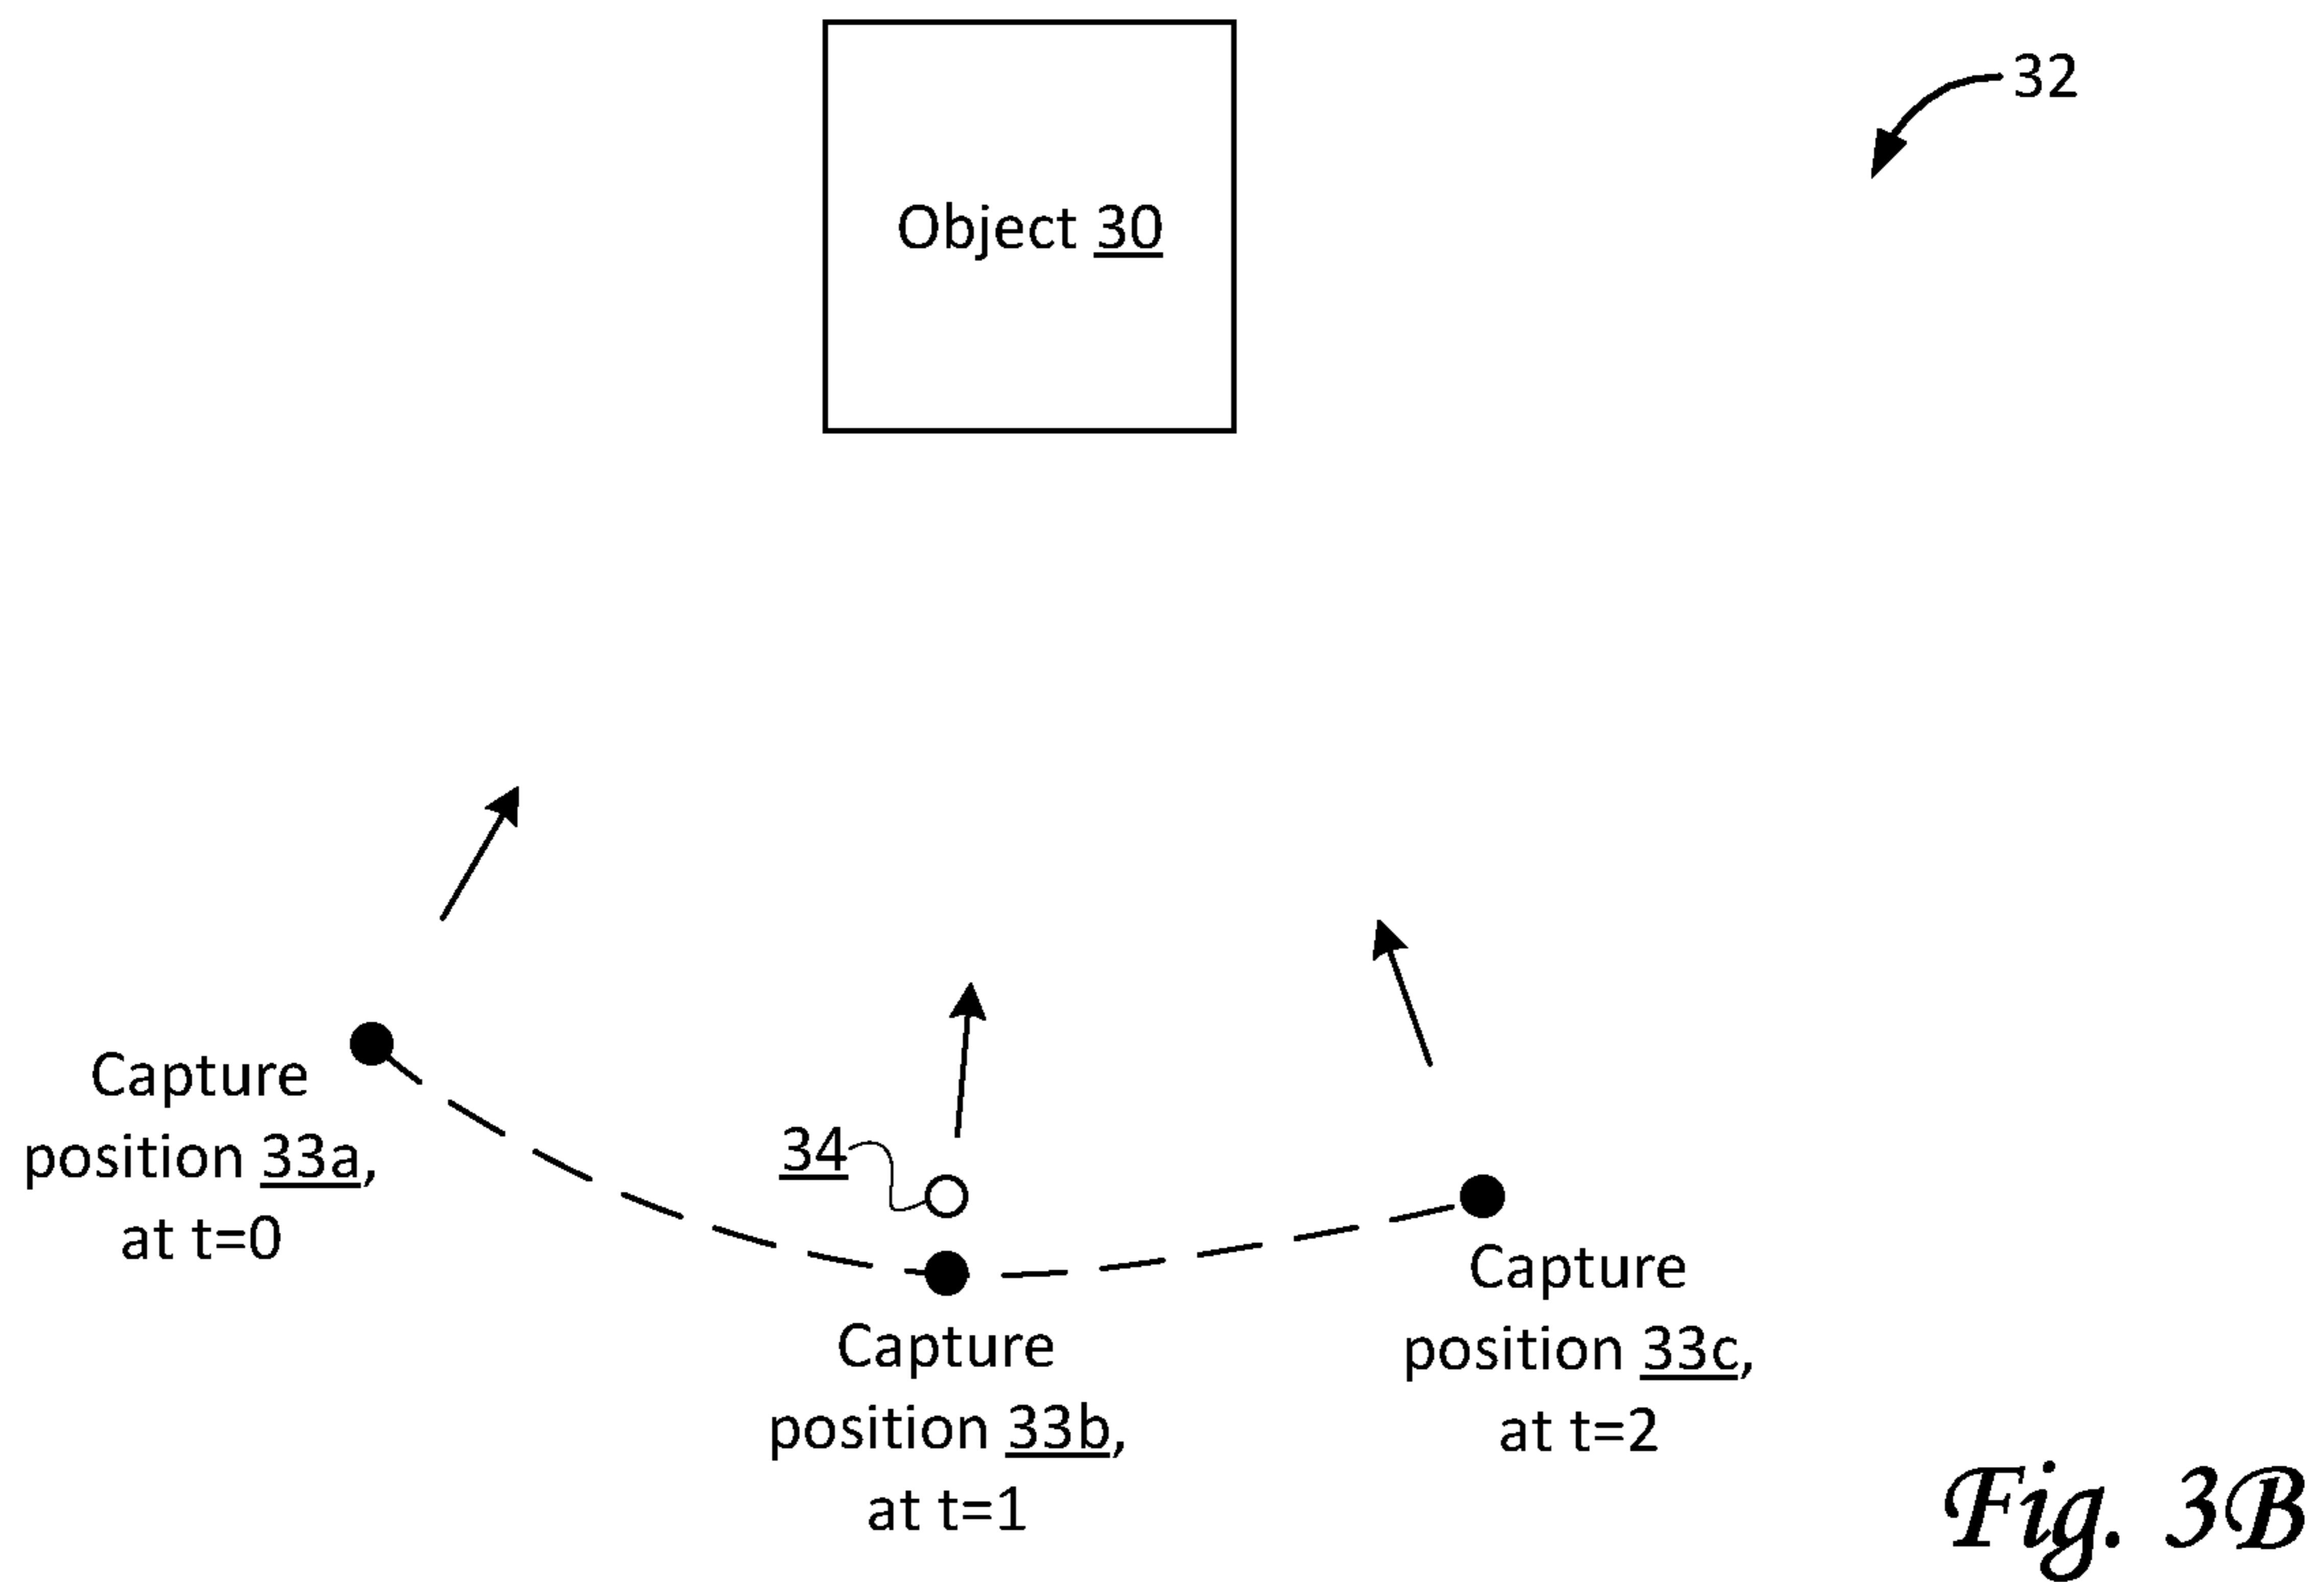 32
Object 30
Capture
position 33a,
at t=0
34
Capture
position 33b,
at t=1
Capture
position 33c,
at t=2
Fig. 3B